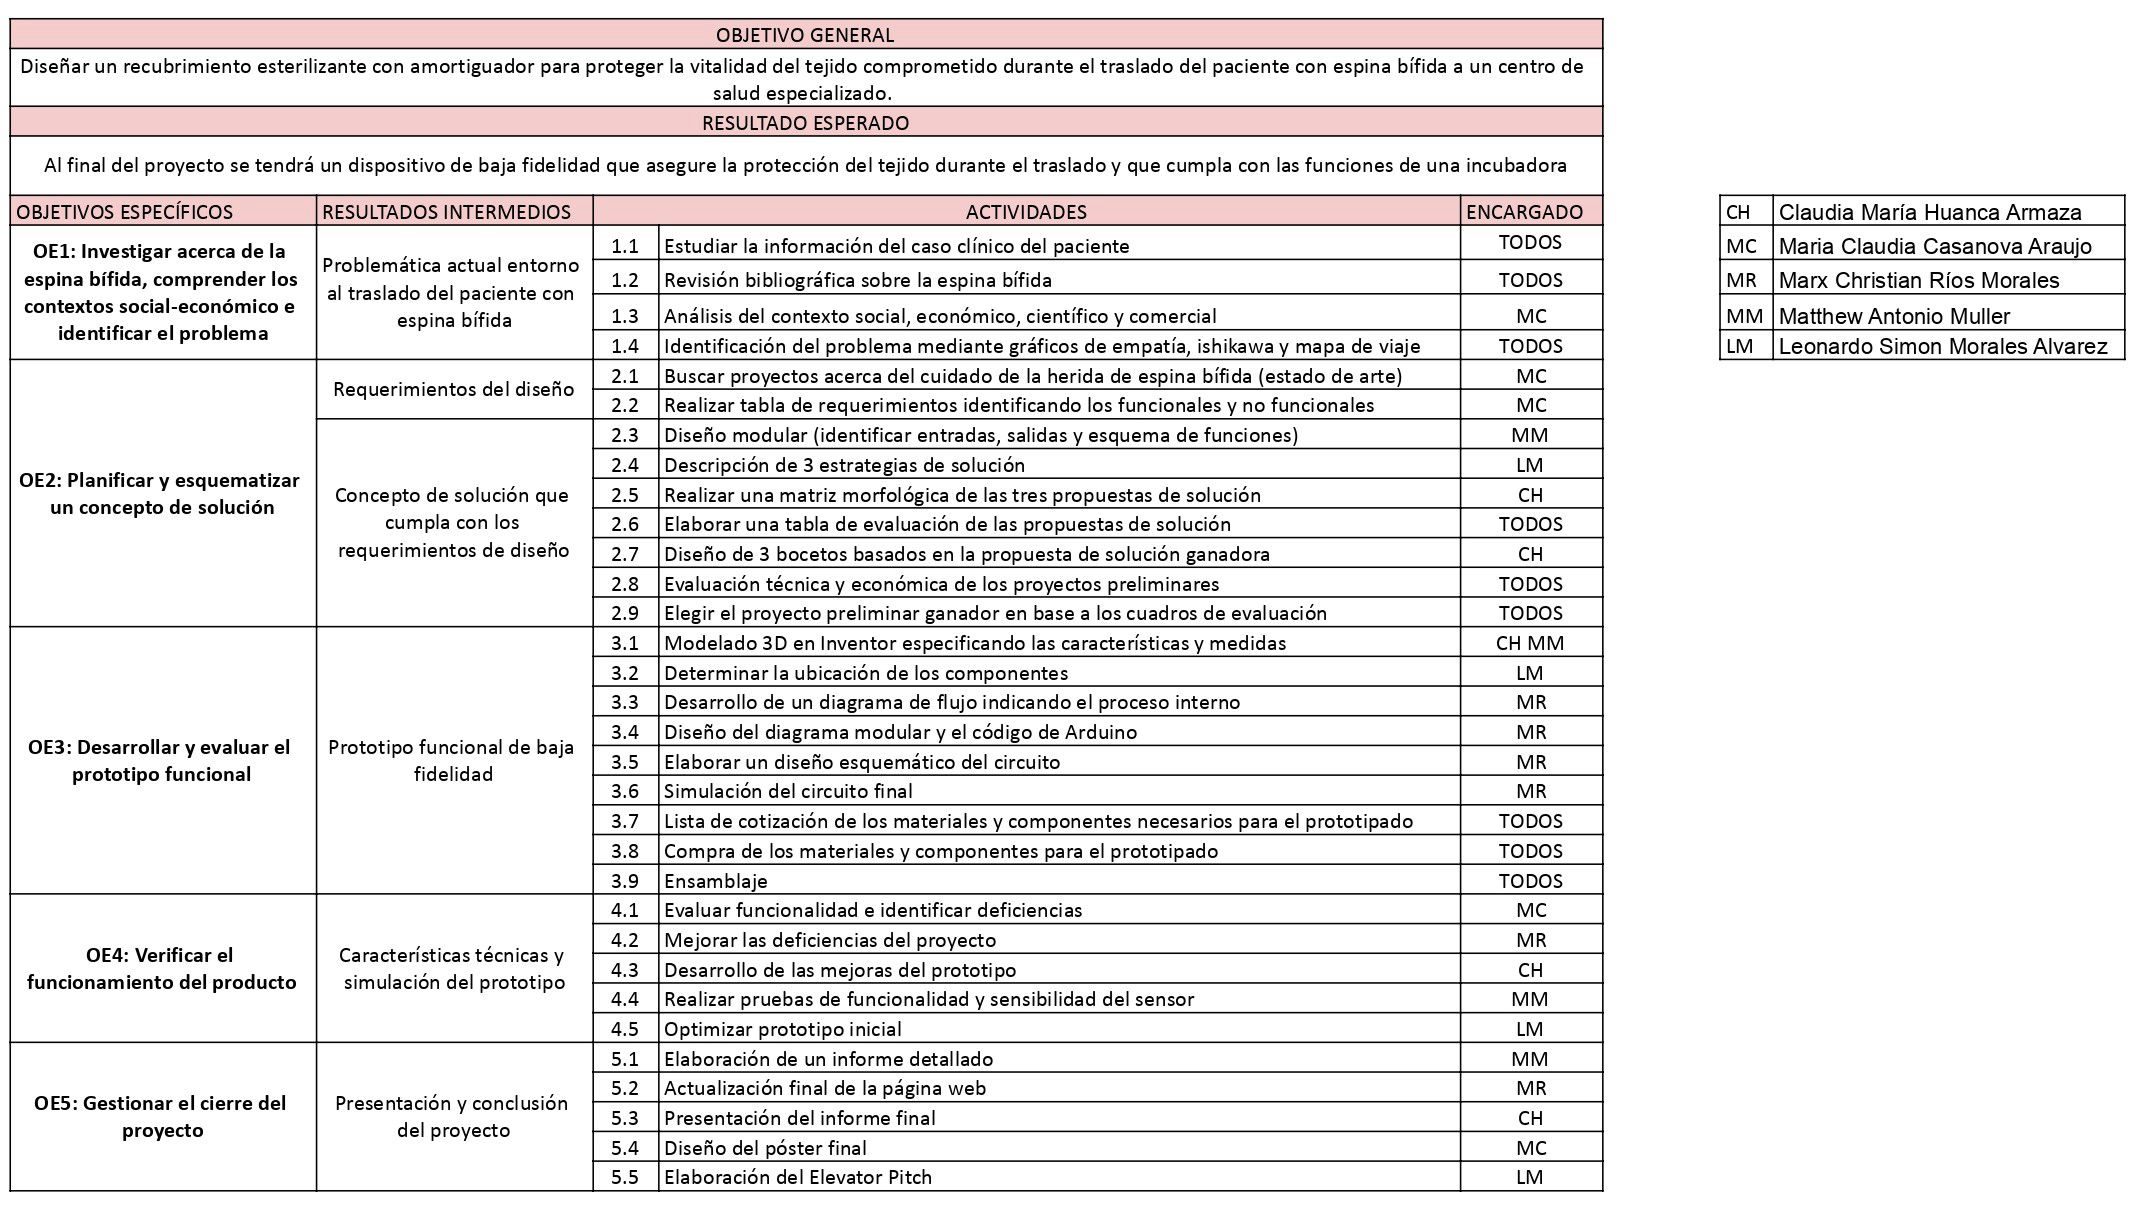 OBJETIVO GENERAL
Diseñar un recubrimiento esterilizante con amortiguador para proteger la vitalidad del tejido comprometido durante el traslado del paciente con espina bífida a un centro de
salud especializado.
RESULTADO ESPERADO
Al final del proyecto se tendrá un dispositivo de baja fidelidad que asegure la protección del tejido durante el traslado y que cumpla con las funciones de una incubadora
OBJETIVOS ESPECÍFICOS RESULTADOS INTERMEDIOS ACTIVIDADES ENCARGADO
OE1: Investigar acerca de la
espina bífida, comprender los
contextos social-económico e
identificar el problema
Problemática actual entorno
al traslado del paciente con
espina bífida
1.1 Estudiar la información del caso clínico del paciente TODOS
1.2 Revisión bibliográfica sobre la espina bífida TODOS
1.3 Análisis del contexto social, económico, científico y comercial MC
1.4 Identificación del problema mediante gráficos de empatía, ishikawa y mapa de viaje TODOS
OE2: Planificar y esquematizar
un concepto de solución
Requerimientos del diseño
2.1 Buscar proyectos acerca del cuidado de la herida de espina bífida (estado de arte) MC
2.2 Realizar tabla de requerimientos identificando los funcionales y no funcionales MC
Concepto de solución que
cumpla con los
requerimientos de diseño
2.3 Diseño modular (identificar entradas, salidas y esquema de funciones) MM
2.4 Descripción de 3 estrategias de solución LM
2.5 Realizar una matriz morfológica de las tres propuestas de solución CH
2.6 Elaborar una tabla de evaluación de las propuestas de solución TODOS
2.7 Diseño de 3 bocetos basados en la propuesta de solución ganadora CH
2.8 Evaluación técnica y económica de los proyectos preliminares TODOS
2.9 Elegir el proyecto preliminar ganador en base a los cuadros de evaluación TODOS
OE3: Desarrollar y evaluar el
prototipo funcional
Prototipo funcional de baja
fidelidad
3.1 Modelado 3D en Inventor especificando las características y medidas CH MM
3.2 Determinar la ubicación de los componentes LM
3.3 Desarrollo de un diagrama de flujo indicando el proceso interno MR
3.4 Diseño del diagrama modular y el código de Arduino MR
3.5 Elaborar un diseño esquemático del circuito MR
3.6 Simulación del circuito final MR
3.7 Lista de cotización de los materiales y componentes necesarios para el prototipado TODOS
3.8 Compra de los materiales y componentes para el prototipado TODOS
3.9 Ensamblaje TODOS
OE4: Verificar el
funcionamiento del producto
Características técnicas y
simulación del prototipo
4.1 Evaluar funcionalidad e identificar deficiencias MC
4.2 Mejorar las deficiencias del proyecto MR
4.3 Desarrollo de las mejoras del prototipo CH
4.4 Realizar pruebas de funcionalidad y sensibilidad del sensor MM
4.5 Optimizar prototipo inicial LM
OE5: Gestionar el cierre del
proyecto
Presentación y conclusión
del proyecto
5.1 Elaboración de un informe detallado MM
5.2 Actualización final de la página web MR
5.3 Presentación del informe final CH
5.4 Diseño del póster final MC
5.5 Elaboración del Elevator Pitch LM
CH Claudia María Huanca Armaza
MC Maria Claudia Casanova Araujo
MR Marx Christian Ríos Morales
MM Matthew Antonio Muller
LM Leonardo Simon Morales Alvarez